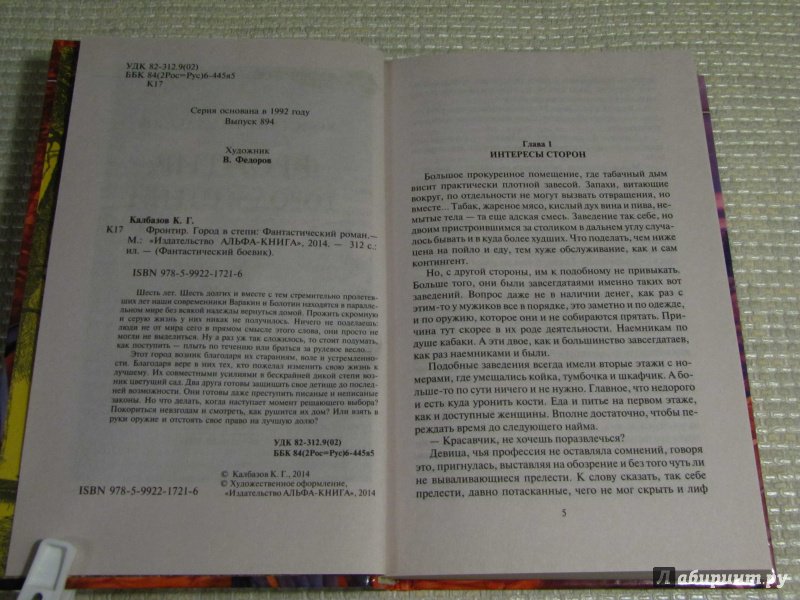 УДК 82-312.9(02)
ББК 84(2Рос=Рус)6-445я5
К17
Серия основана в 1992 году
Выпуск 894
Художник
В. Федоров
Калбазов К. Г.
К17 Фронтир. Город в степи: Фантастический роман.—
М.: «Издательство АЛЬФА-КНИГА», 2014. — 312 с.:
ил. — (Фантастический боевик).
ISBN 978-5-9922-1721-6
Шесть лет. Шесть долгих и вместе с тем стремительно пролетев-
ших лет наши современники Варакин и Болотин находятся в паралле-
льном мире без всякой надежды вернуться домой. Прожить скромную
и серую жизнь у них никак не получилось. Ничего не поделаешь:
люди не от мира сего в прямом смысле этого слова, они просто не
могли не выделиться. Ну а раз уж так сложилось, то стоит подумать,
как поступить — плыть по течению или браться за рулевое весло...
Этот город возник благодаря их стараниям, воле и устремленно-
сти. Благодаря вере в них тех, кто пожелал изменить свою жизнь к
лучшему. Их совместными усилиями в бескрайней дикой степи воз-
ник цветущий сад. Два друга готовы защищать свое детище до послед-
ней возможности. Они готовы даже преступить писаные и неписаные
законы. Но что делать, когда наступает момент решающего выбора?
Покориться невзгодам и смотреть, как рушится их дом? Или взять в
руки оружие и отстоять свое право на лучшую долю?
УДК 82-312.9(02)
ББК 84(2Рос=Рус)6-445я5
© Калбазов К. Г., 2014
© Художественное оформление,
ISBN 978-5-9922-1721-6 «Издательство АЛЬФА-КНИГА», 2014
Глава 1
ИНТЕРЕСЫ СТОРОН
Большое прокуренное помещение, где табачный дым
висит практически плотной завесой. Запахи, витающие
вокруг, по отдельности не могут вызвать отвращения, но
вместе... Табак, жареное мясо, кислый дух вина и пива, не-
мытые тела — та еще адская смесь. Заведение так себе, но
двоим пристроившимся за столиком в дальнем углу случа-
лось бывать и в куда более худших. Что поделать, чем ниже
цена на пойло и еду, тем хуже обслуживание, как и сам
контингент.
Но, с другой стороны, им к подобному не привыкать.
Больше того, они были завсегдатаями именно таких вот
заведений. Вопрос даже не в наличии денег, как раз с
этим-то у мужиков все в порядке, это заметно и по одежде,
и по оружию, которое они и не собираются прятать. При-
чина тут скорее в их роде деятельности. Наемникам по
душе кабаки. А эти двое, как и большинство завсегдатаев,
как раз наемниками и были.
Подобные заведения всегда имели вторые этажи с но-
мерами, где умещались койка, тумбочка и шкафчик. А бо-
льше-то по сути ничего и не нужно. Главное, что недорого
и есть куда уронить кости. Еда и питье на первом этаже,
как и доступные женщины. Вполне достаточно, чтобы пе-
реждать время до следующего найма.
— Красавчик, не хочешь поразвлечься?
Девица, чья профессия не оставляла сомнений, говоря
это, пригнулась, выставляя на обозрение и без того чуть ли
не вываливающиеся прелести. К слову сказать, так себе
прелести, давно потасканные, чего не мог скрыть и лиф
5
Лабиринт.ру